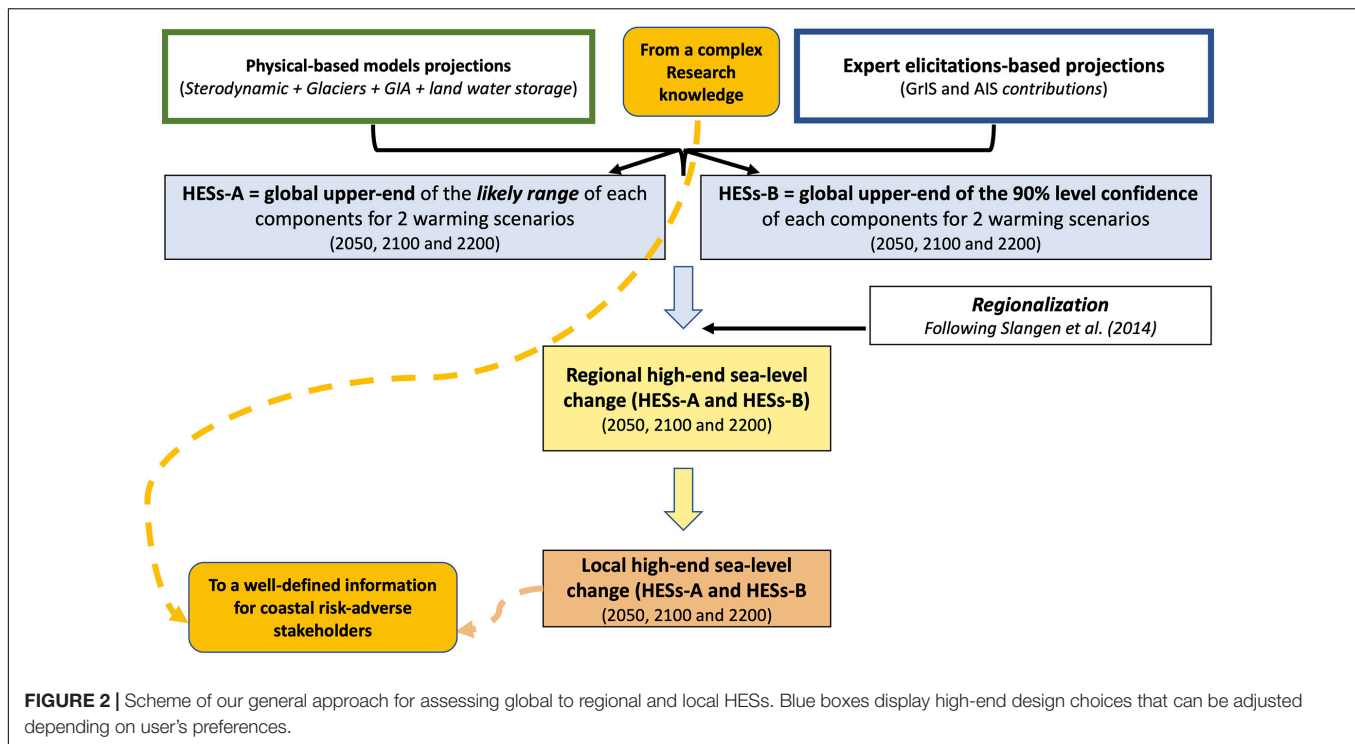 Physical-based models projections
(Sterodynamic + Glaciers + GIA + land water storage)
From a complex
Research
knowledge
Expert elicitations-based projections
(GrIS and AIS contributions)
HESs-A = global upper-end of the likely range of each
components for 2 warming scenarios
(2050, 2100 and 2200)
HESs-B = global upper-end of the 90% level confidence
of each components for 2 warming scenarios
(2050, 2100 and 2200)
Regionalization
Following Slangen et al. (2014)
Regional high-end sea-level
change (HESs-A and HESs-B)
(2050, 2100 and 2200)
Local high-end sea-level
change (HESs-A and HESs-B
(2050, 2100 and 2200)
To a well-defined information
for coastal risk-adverse
stakeholders
FIGURE 2 | Scheme of our general approach for assessing global to regional and local HESs. Blue boxes display high-end design choices that can be adjusted
depending on user's preferences.